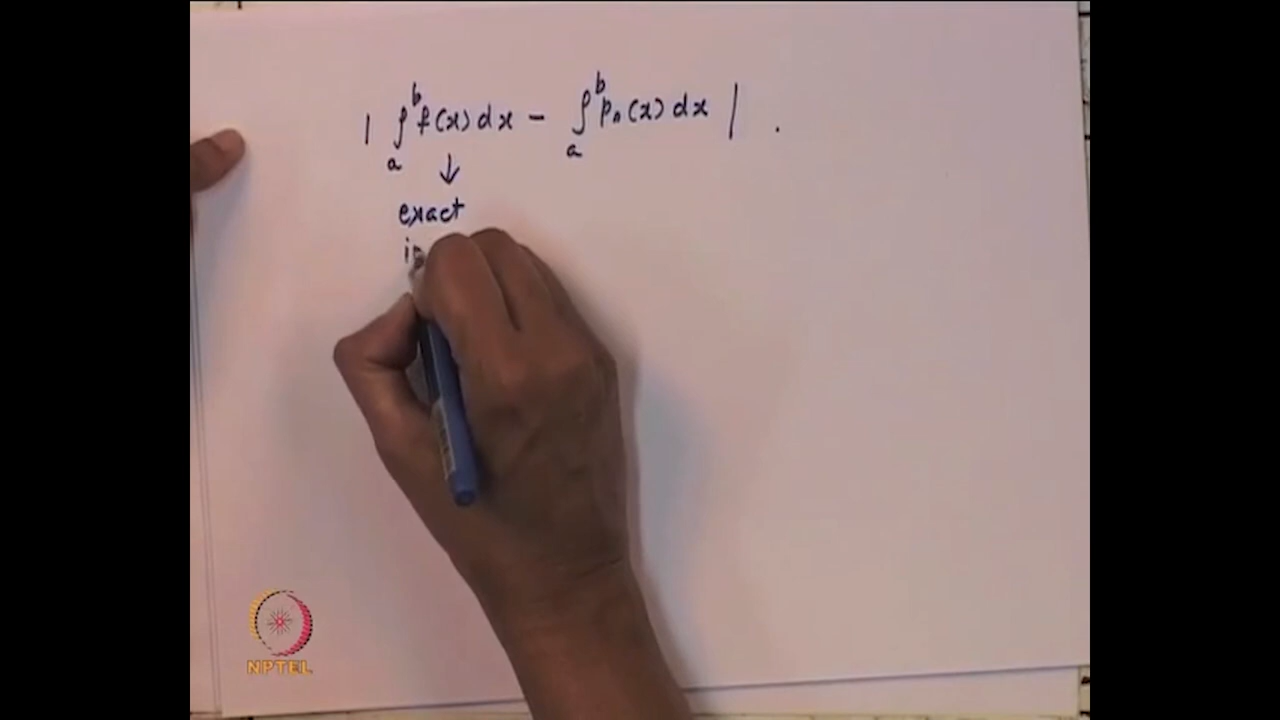 | ∫_a^b f(x) dx - ∫_a^b p_n(x) dx | .
↓
exact
NPTEL